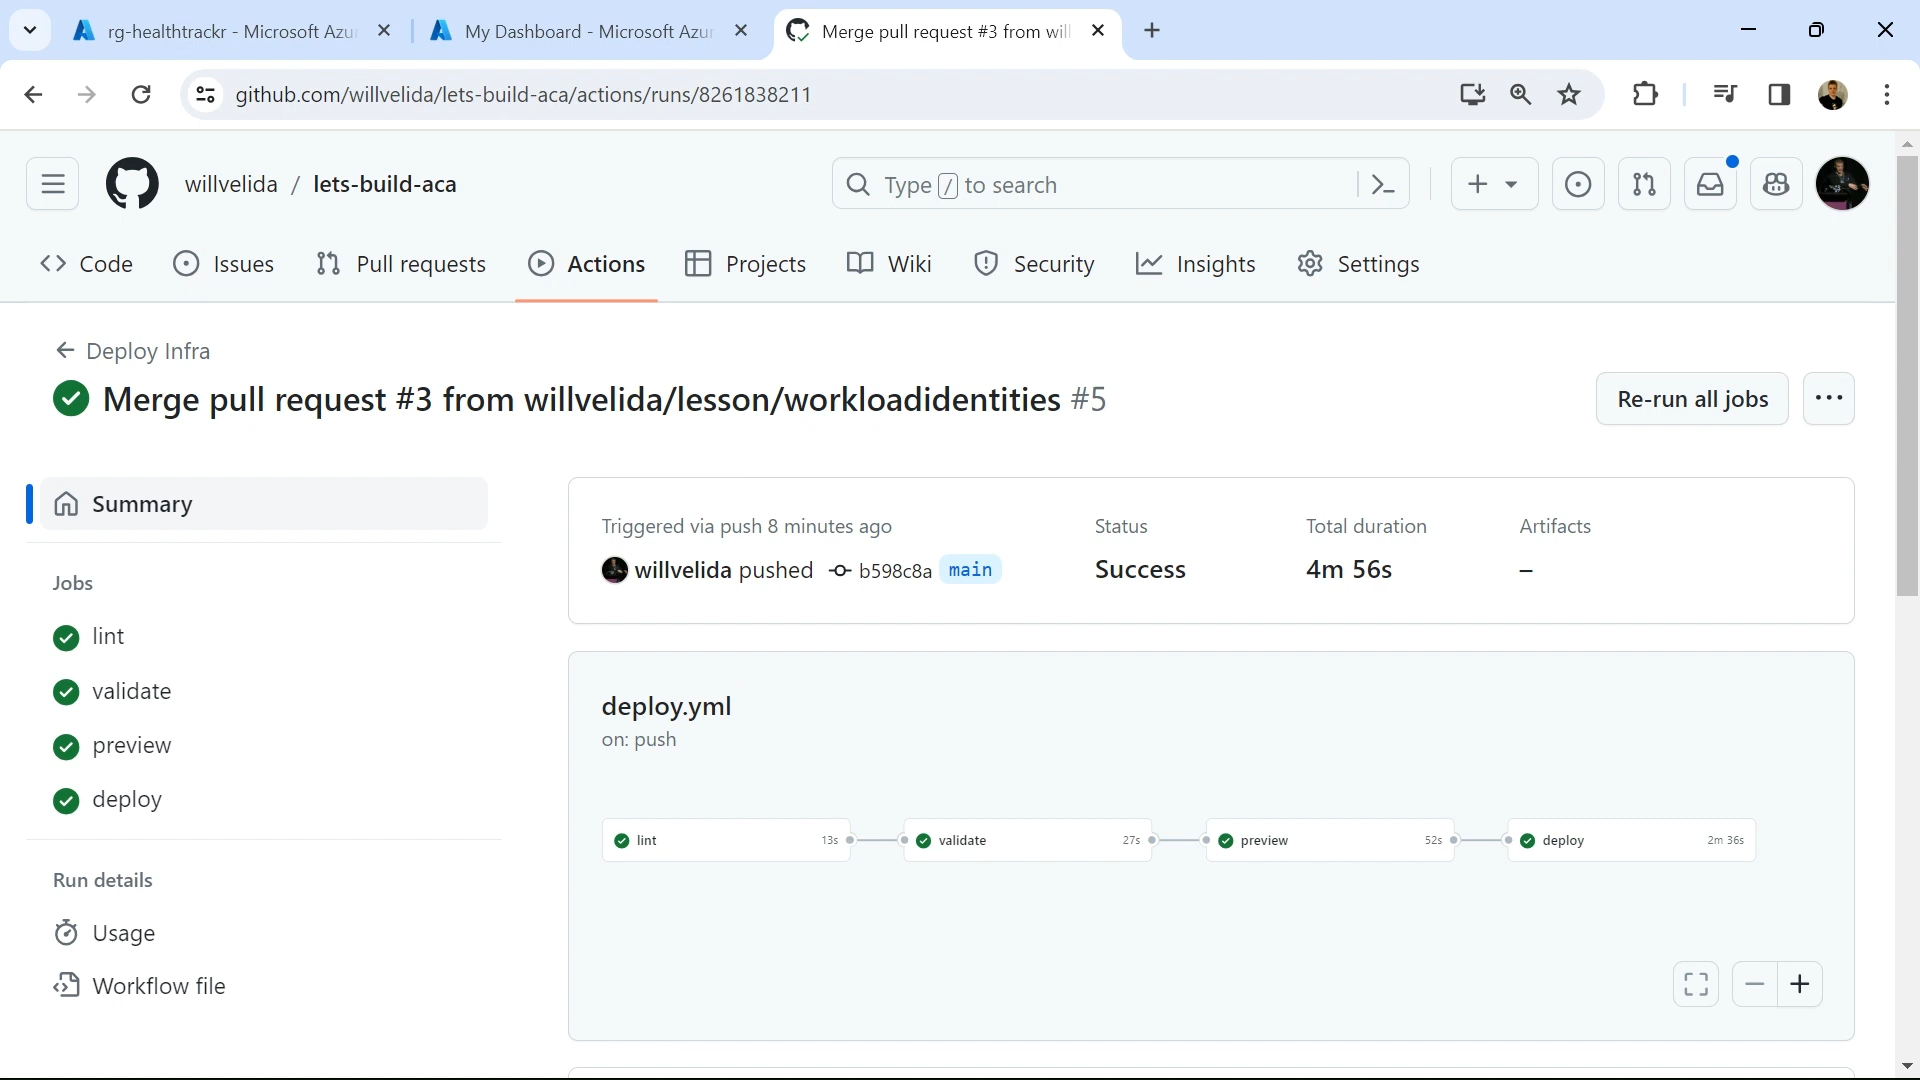 rg-healthtrackr - Microsoft Azur
My Dashboard - Microsoft Azur
Merge pull request #3 from will
github.com/willvelida/lets-build-aca/actions/runs/8261838211
willvelida / lets-build-aca
Type / to search
Code
Issues
Pull requests
Actions
Projects
Wiki
Security
Insights
Settings
Deploy Infra
Merge pull request #3 from willvelida/lesson/workloadidentities #5
Re-run all jobs
Summary
Jobs
lint
validate
preview
deploy
Run details
Usage
Workflow file
Triggered via push 8 minutes ago
willvelida pushed b598c8a main
Status
Success
Total duration
4m 56s
Artifacts
–
deploy.yml
on: push
lint 13s
validate 27s
preview 52s
deploy 2m 36s